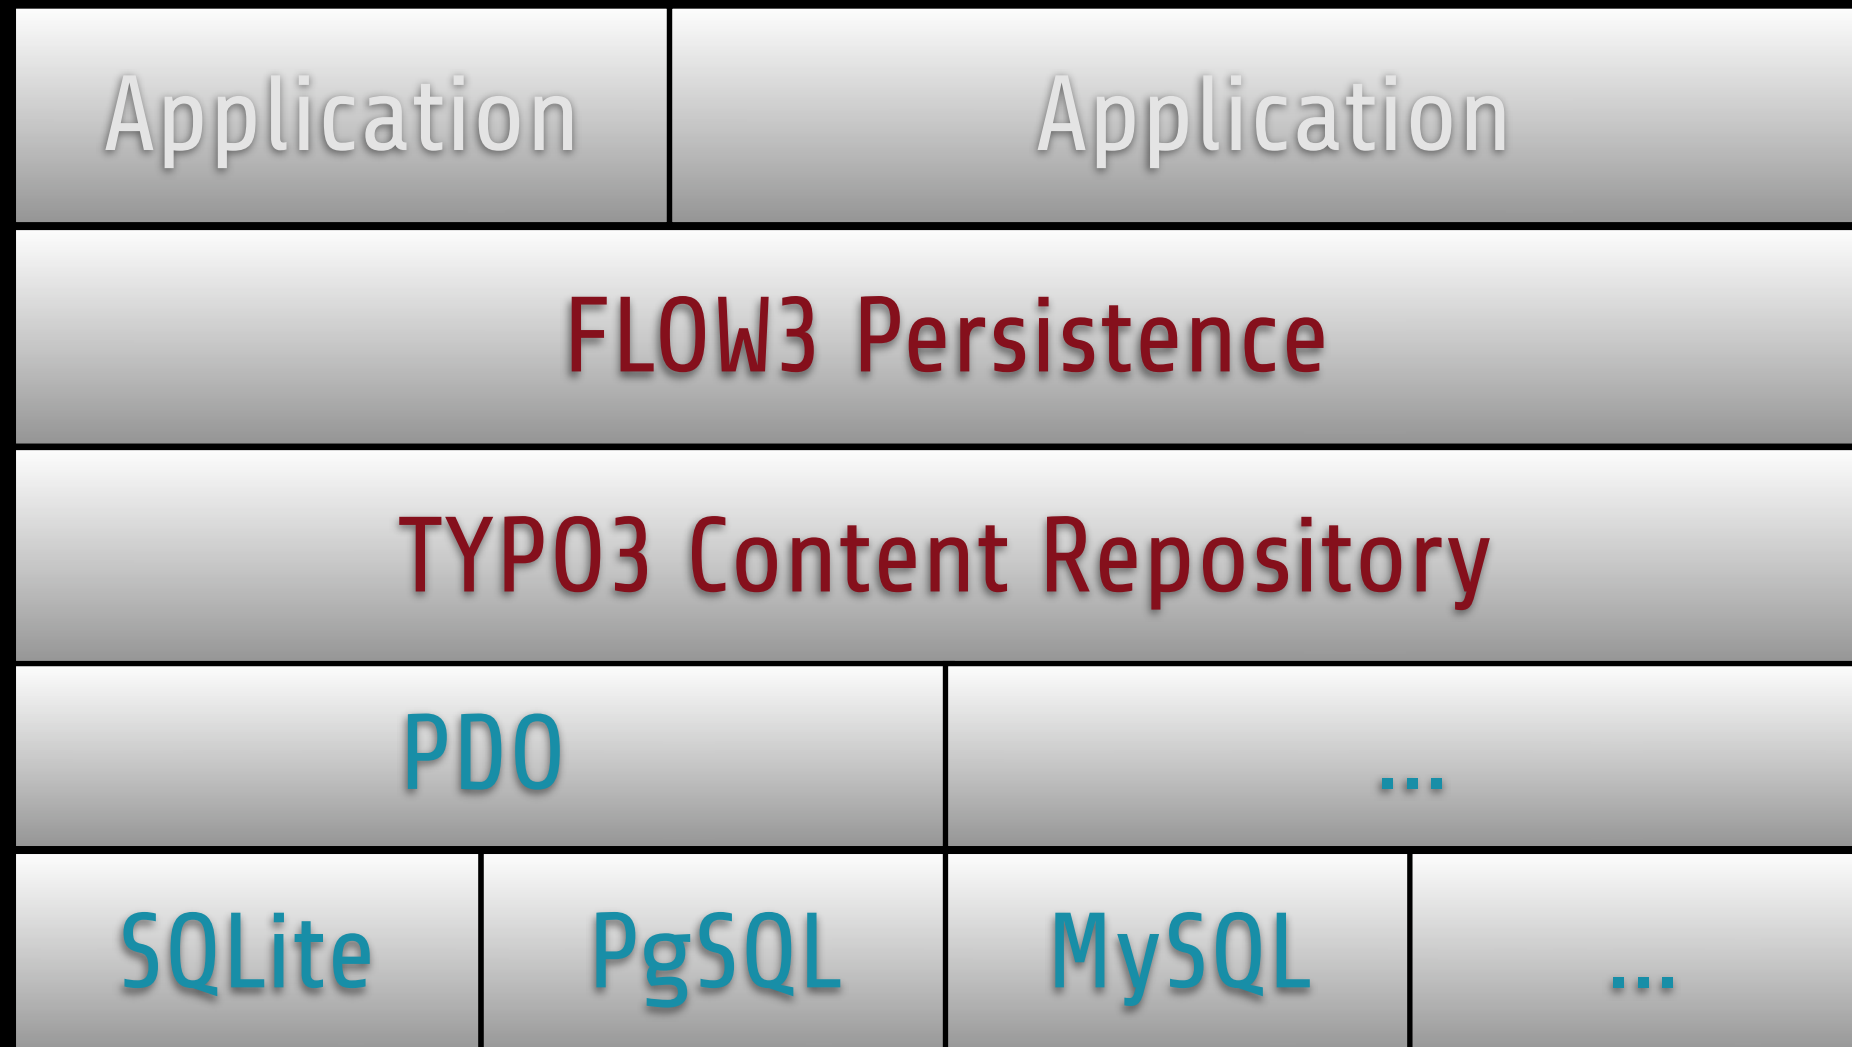 Application Application
FLOW3 Persistence
TYPO3 Content Repository
PDO ...
SQLite PgSQL MySQL ...